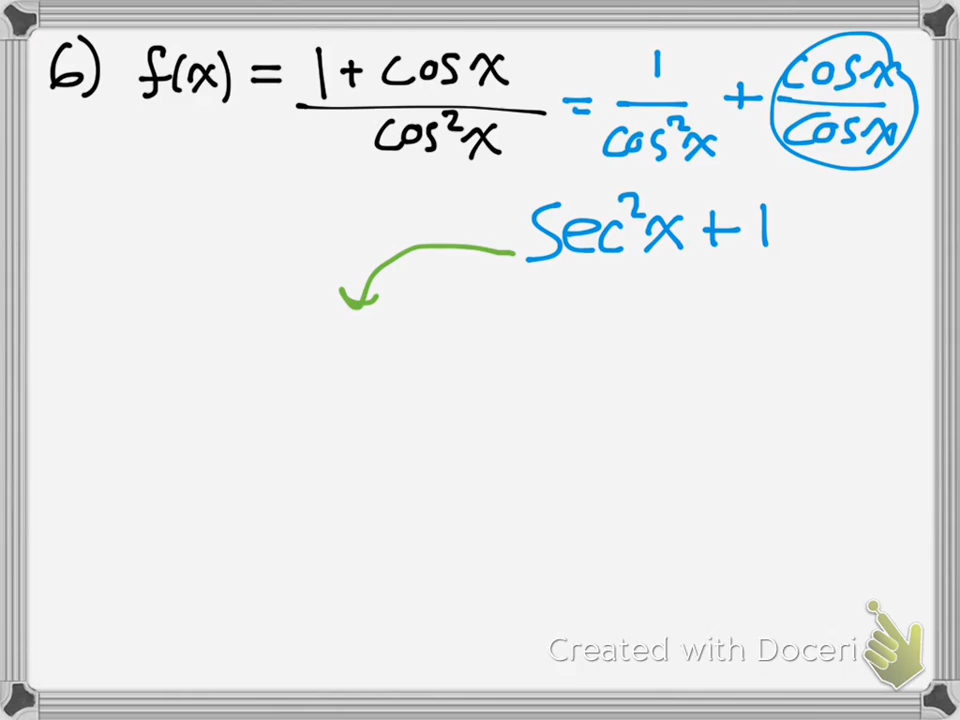 6) f(x) = (1 + cos x)/(cos²x) = 1/(cos²x) + (cos x)/(cos x)
sec²x + 1
Created with Doceri